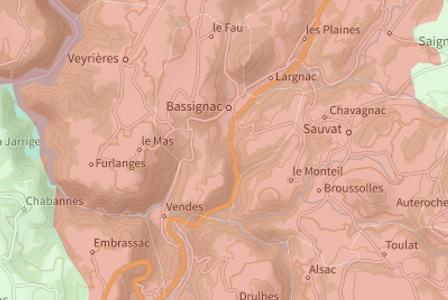 le Fau
les Plaines
Saign
Veyrières
Largnac
Bassignac
Chavagnac
Sauvat
a Jarrige
le Mas
Furlanges
le Monteil
Broussolles
Chabannes
Vendes
Auteroche
Embrassac
Toulat
Alsac
Drulhes